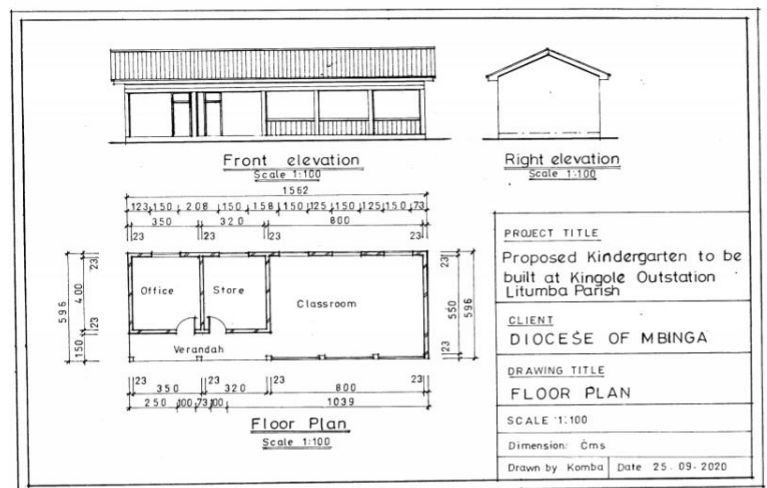 Front elevation
Scale 1:100
Right elevation
Scale 1:100
1562
123 150 208 150 158 150 125 150 125 150 73
350 320 800
23 23 23 23
596
23
400
23
150
Office
Store
Classroom
Verandah
23
550
596
23
23 23 23 23
350 320 800
250 100 73 100 1039
Floor Plan
Scale 1:100
PROJECT TITLE
Proposed Kindergarten to be
built at Kingole Outstation
Litumba Parish
CLIENT
DIOCESE OF MBINGA
DRAWING TITLE
FLOOR PLAN
SCALE 1:100
Dimension: Cms
Drawn by Komba Date 25.09-2020